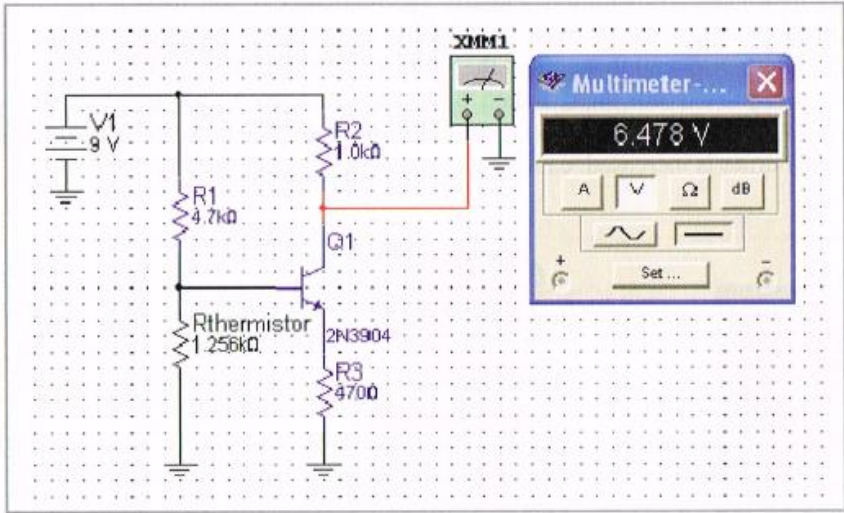 XMM1
Multimeter-...
V1
9 V
R2
1.0kΩ
6.478 V
A
V
Ω
dB
R1
4.7kΩ
Q1
Set ...
Rthermistor
1.256kΩ
2N3904
R3
470Ω